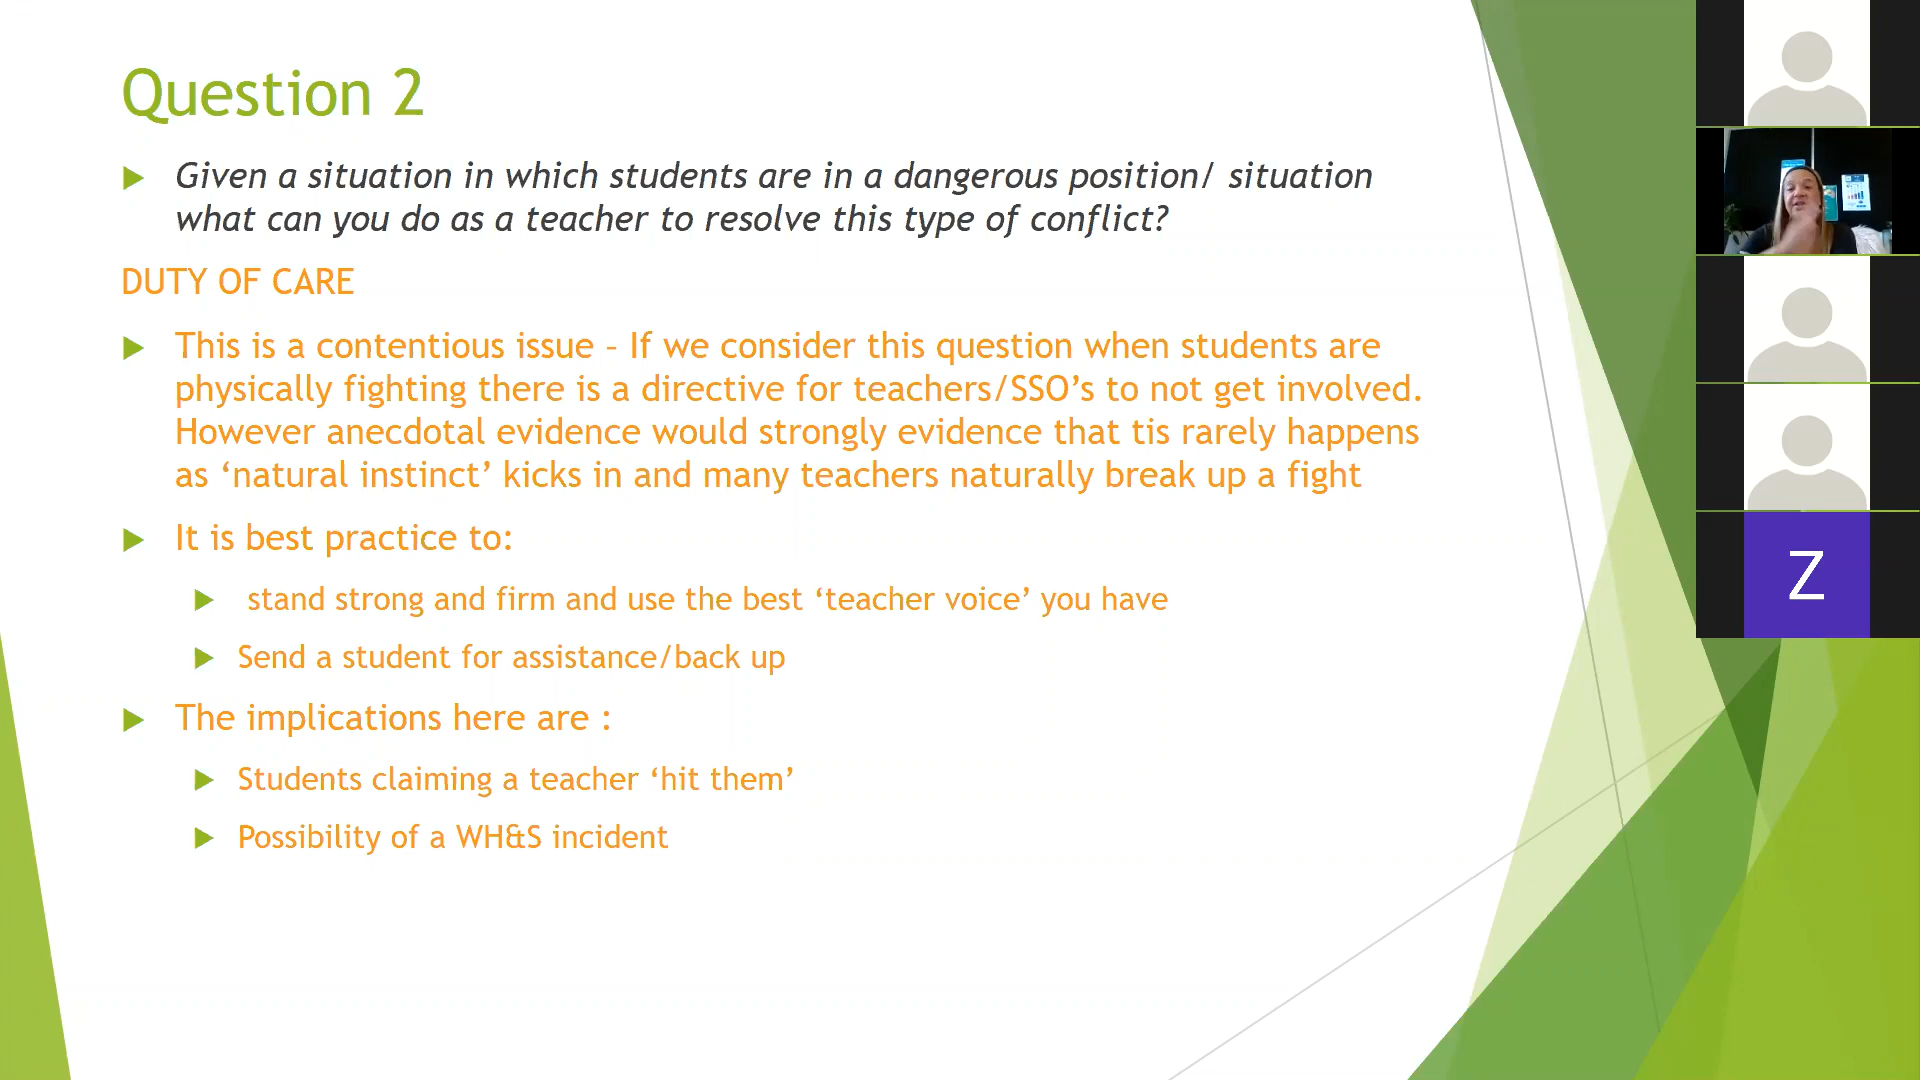 Question 2
Given a situation in which students are in a dangerous position/ situation
what can you do as a teacher to resolve this type of conflict?
DUTY OF CARE
This is a contentious issue – If we consider this question when students are
physically fighting there is a directive for teachers/SSO’s to not get involved.
However anecdotal evidence would strongly evidence that tis rarely happens
as ‘natural instinct’ kicks in and many teachers naturally break up a fight
It is best practice to:
stand strong and firm and use the best ‘teacher voice’ you have
Send a student for assistance/back up
The implications here are :
Students claiming a teacher ‘hit them’
Possibility of a WH&S incident
Z